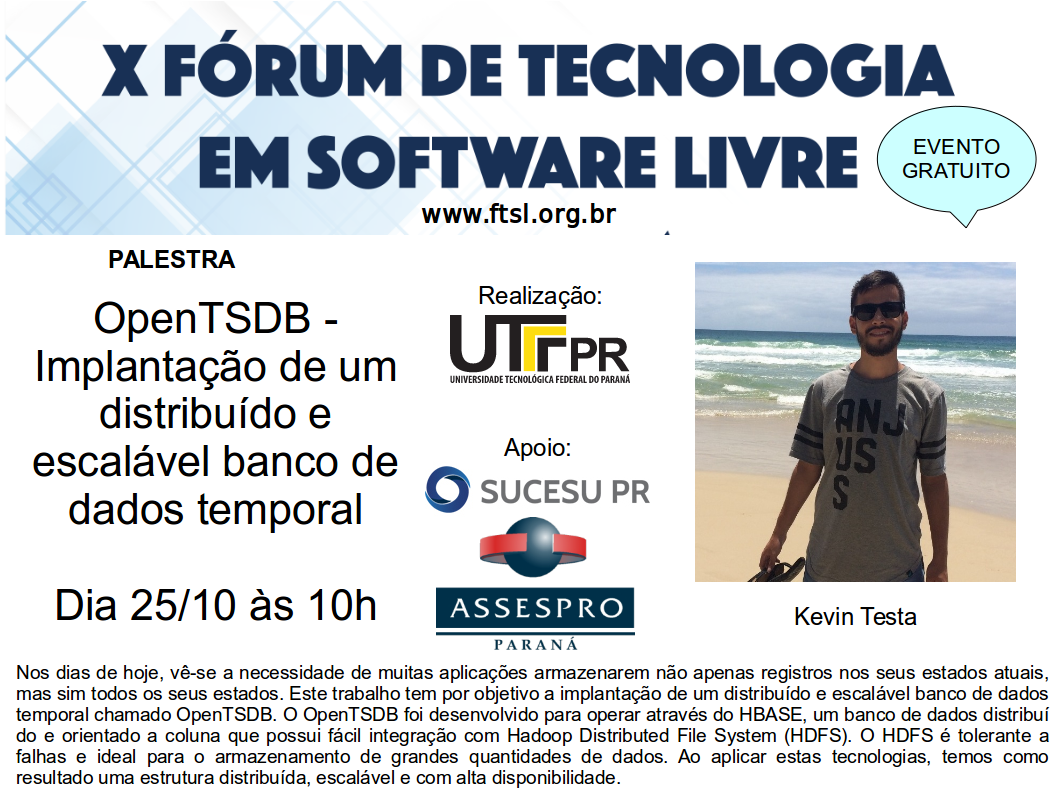 X FÓRUM DE TECNOLOGIA
EM SOFTWARE LIVRE
EVENTO
GRATUITO
www.ftsl.org.br
PALESTRA
OpenTSDB -
Implantação de um
distribuído e
escalável banco de
dados temporal
Dia 25/10 às 10h
Realização:
UTFPR
UNIVERSIDADE TECNOLÓGICA FEDERAL DO PARANÁ
Apoio:
SUCESU PR
ASSESPRO
PARANÁ
ANJ
US
S
Kevin Testa
Nos dias de hoje, vê-se a necessidade de muitas aplicações armazenarem não apenas registros nos seus estados atuais,
mas sim todos os seus estados. Este trabalho tem por objetivo a implantação de um distribuído e escalável banco de dados
temporal chamado OpenTSDB. O OpenTSDB foi desenvolvido para operar através do HBASE, um banco de dados distribuí
do e orientado a coluna que possui fácil integração com Hadoop Distributed File System (HDFS). O HDFS é tolerante a
falhas e ideal para o armazenamento de grandes quantidades de dados. Ao aplicar estas tecnologias, temos como
resultado uma estrutura distribuída, escalável e com alta disponibilidade.